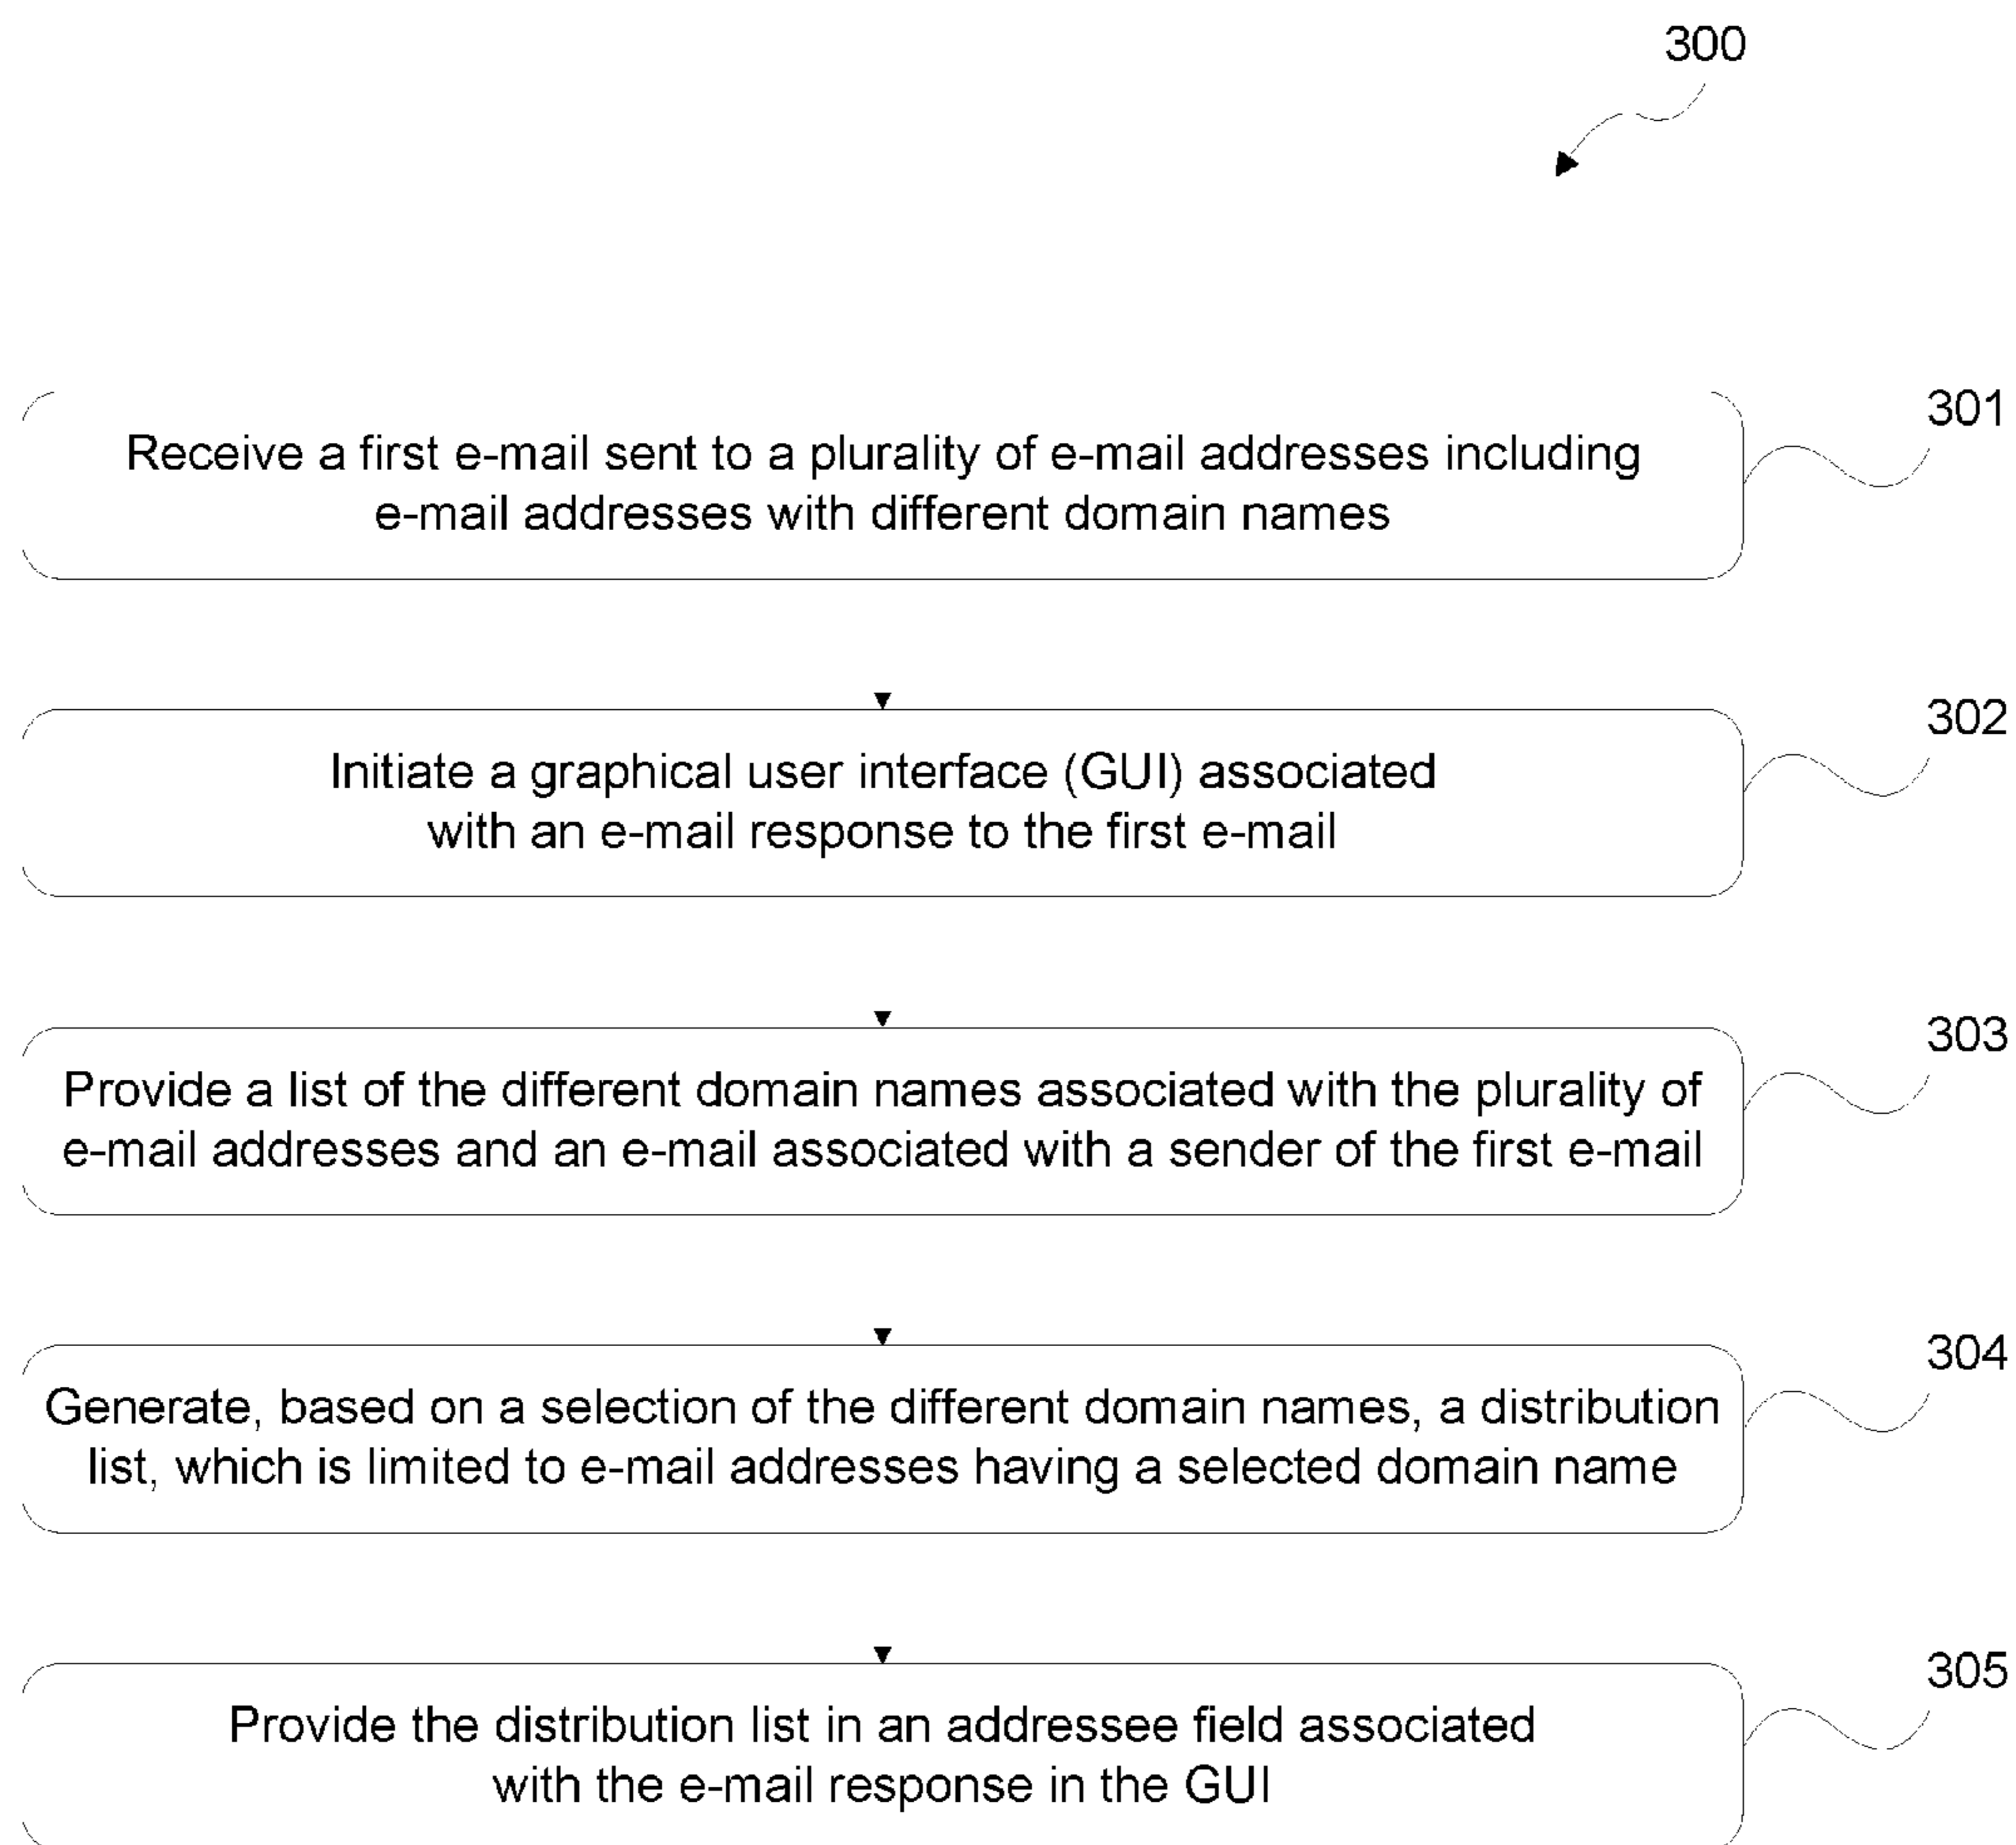 300
301
Receive a first e-mail sent to a plurality of e-mail addresses including
e-mail addresses with different domain names
302
Initiate a graphical user interface (GUI) associated
with an e-mail response to the first e-mail
303
Provide a list of the different domain names associated with the plurality of
e-mail addresses and an e-mail associated with a sender of the first e-mail
304
Generate, based on a selection of the different domain names, a distribution
list, which is limited to e-mail addresses having a selected domain name
305
Provide the distribution list in an addressee field associated
with the e-mail response in the GUI